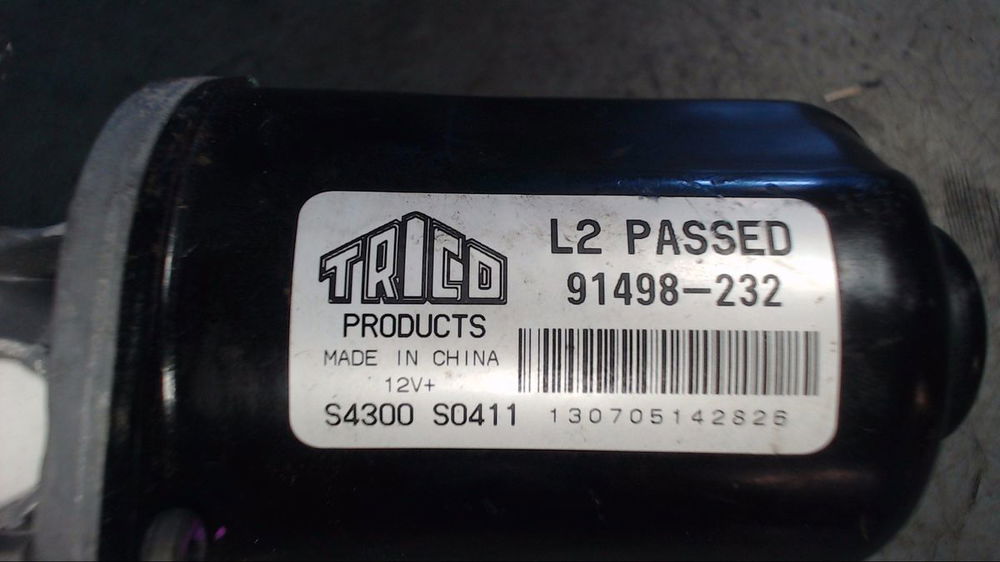 TRICO
PRODUCTS
MADE IN CHINA
12V+
S4300 S0411
L2 PASSED
91498-232
130705142826